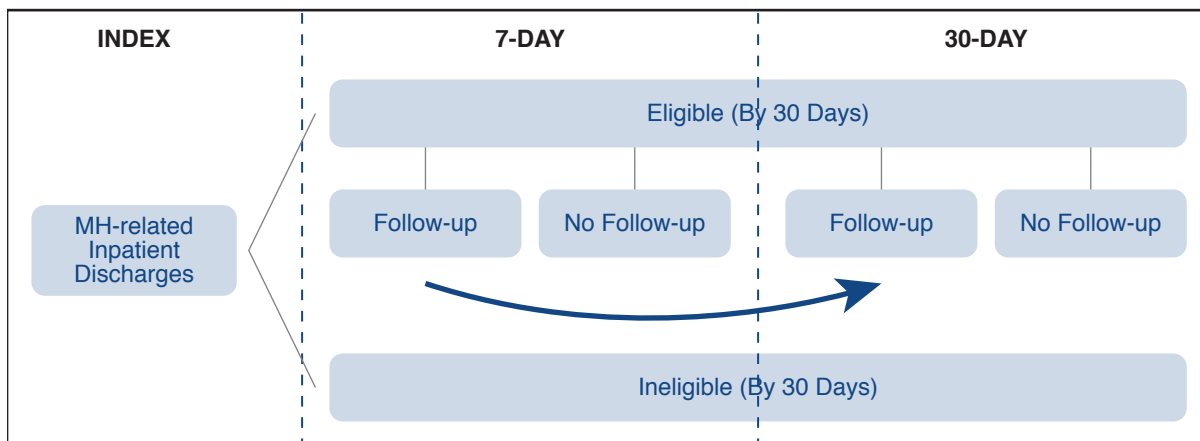 INDEX
7-DAY
30-DAY
Eligible (By 30 Days)
Follow-up
No Follow-up
Follow-up
No Follow-up
MH-related
Inpatient
Discharges
Ineligible (By 30 Days)